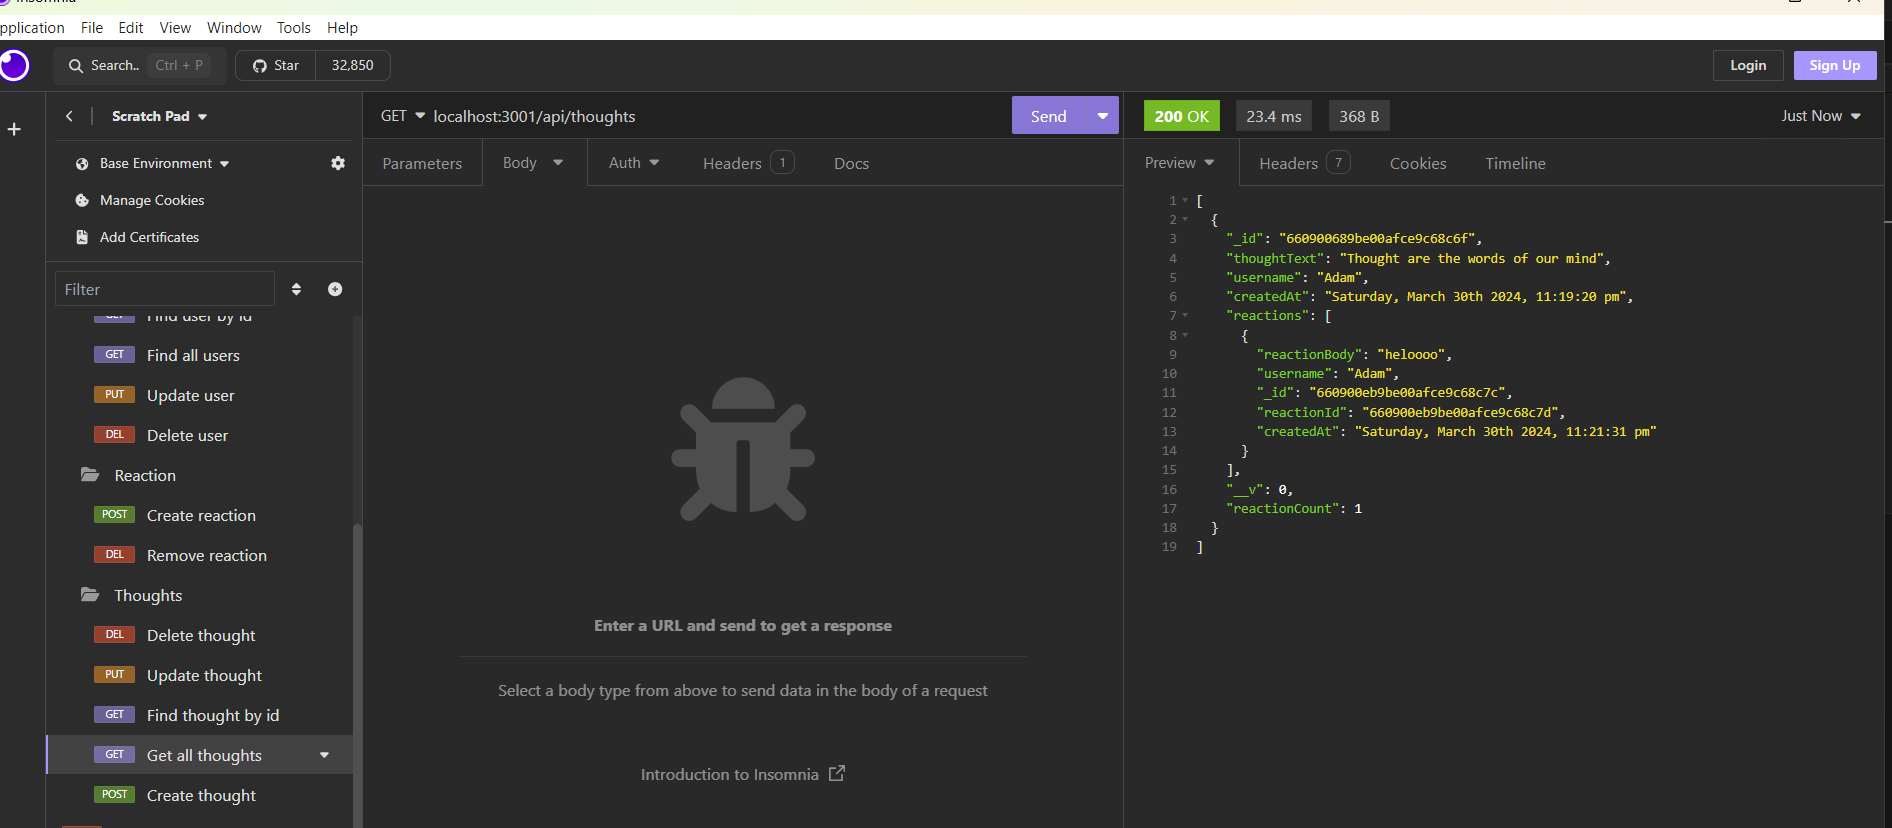 Insomnia
pplication File Edit View Window Tools Help
Search.. Ctrl + P Star 32,850 Login Sign Up
Scratch Pad
GET localhost:3001/api/thoughts Send
200 OK 23.4 ms 368 B Just Now
Base Environment
Manage Cookies
Add Certificates
Filter
Find user by id
GET Find all users
PUT Update user
DEL Delete user
Reaction
POST Create reaction
DEL Remove reaction
Thoughts
DEL Delete thought
PUT Update thought
GET Find thought by id
GET Get all thoughts
POST Create thought
Parameters Body Auth Headers 1 Docs
Enter a URL and send to get a response
Select a body type from above to send data in the body of a request
Introduction to Insomnia
Preview Headers 7 Cookies Timeline
1 [
2 {
3 "_id": "660900689be00afce9c68c6f",
4 "thoughtText": "Thought are the words of our mind",
5 "username": "Adam",
6 "createdAt": "Saturday, March 30th 2024, 11:19:20 pm",
7 "reactions": [
8 {
9 "reactionBody": "heloooo",
10 "username": "Adam",
11 "_id": "660900eb9be00afce9c68c7c",
12 "reactionId": "660900eb9be00afce9c68c7d",
13 "createdAt": "Saturday, March 30th 2024, 11:21:31 pm"
14 }
15 ],
16 "__v": 0,
17 "reactionCount": 1
18 }
19 ]